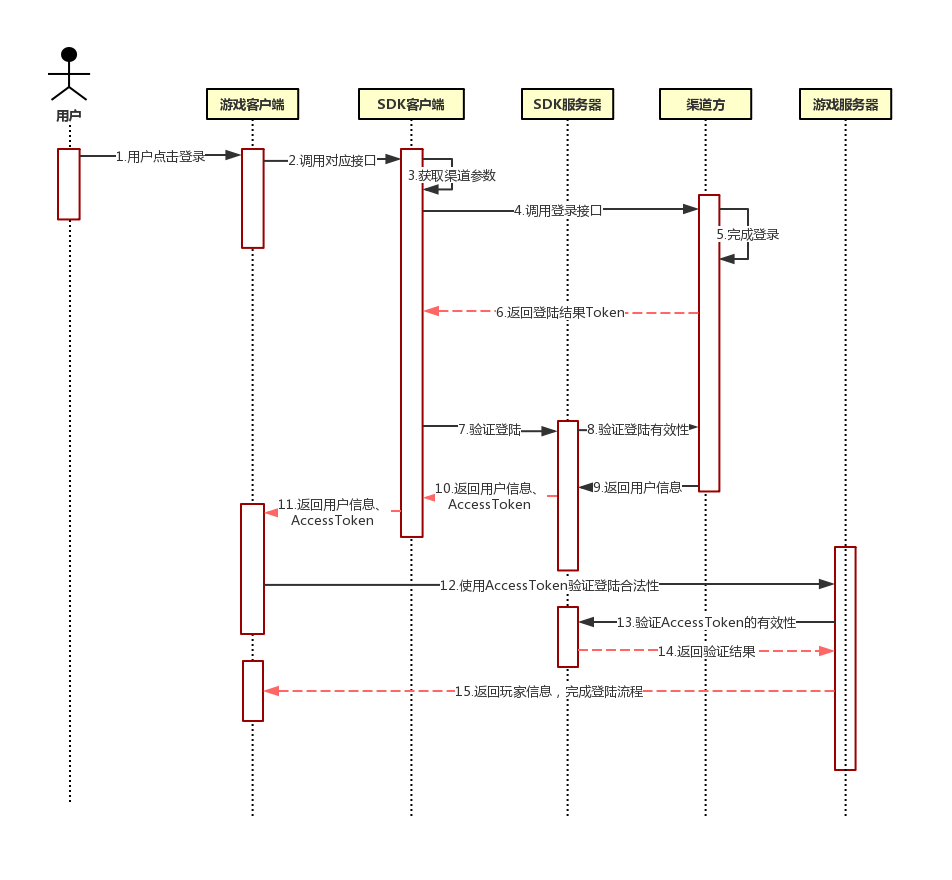 用户
游戏客户端
SDK客户端
SDK服务器
渠道方
游戏服务器
1.用户点击登录
2.调用对应接口
3.获取渠道参数
4.调用登录接口
5.完成登录
6.返回登陆结果Token
7.验证登陆
8.验证登陆有效性
9.返回用户信息
10.返回用户信息、
AccessToken
11.返回用户信息、
AccessToken
12.使用AccessToken验证登陆合法性
13.验证AccessToken的有效性
14.返回验证结果
15.返回玩家信息，完成登陆流程